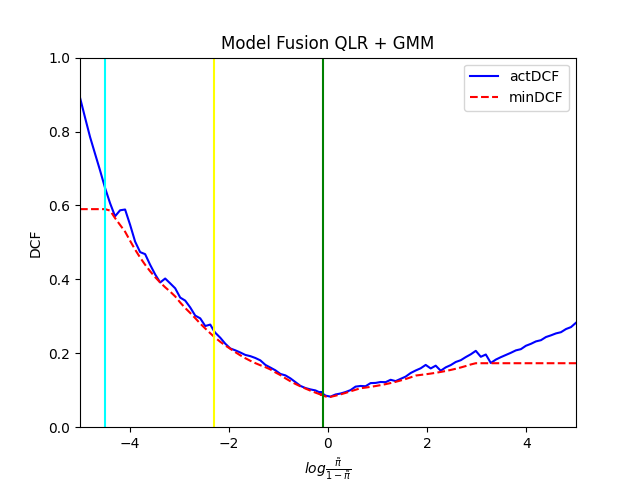 Model Fusion QLR + GMM
1.0
0.8
0.6
0.4
0.2
0.0
DCF
actDCF
minDCF
−4
−2
0
2
4
log π̃/(1 − π̃)